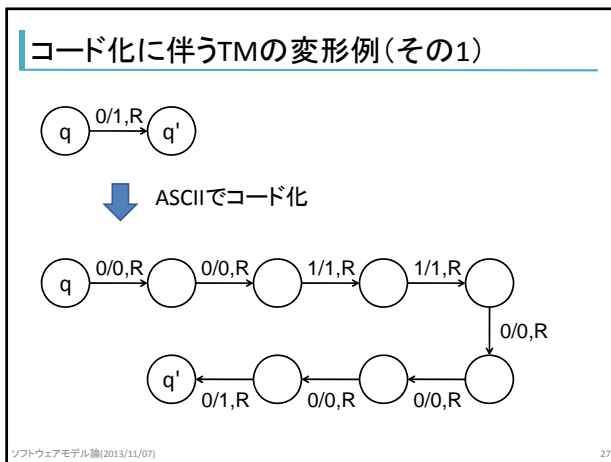 コード化に伴うTMの変形例(その1)
0/1,R
q q'
ASCIIでコード化
0/0,R 0/0,R 1/1,R 1/1,R
q
0/0,R
q'
0/1,R 0/0,R 0/0,R
ソフトウェアモデル論(2013/11/07) 27